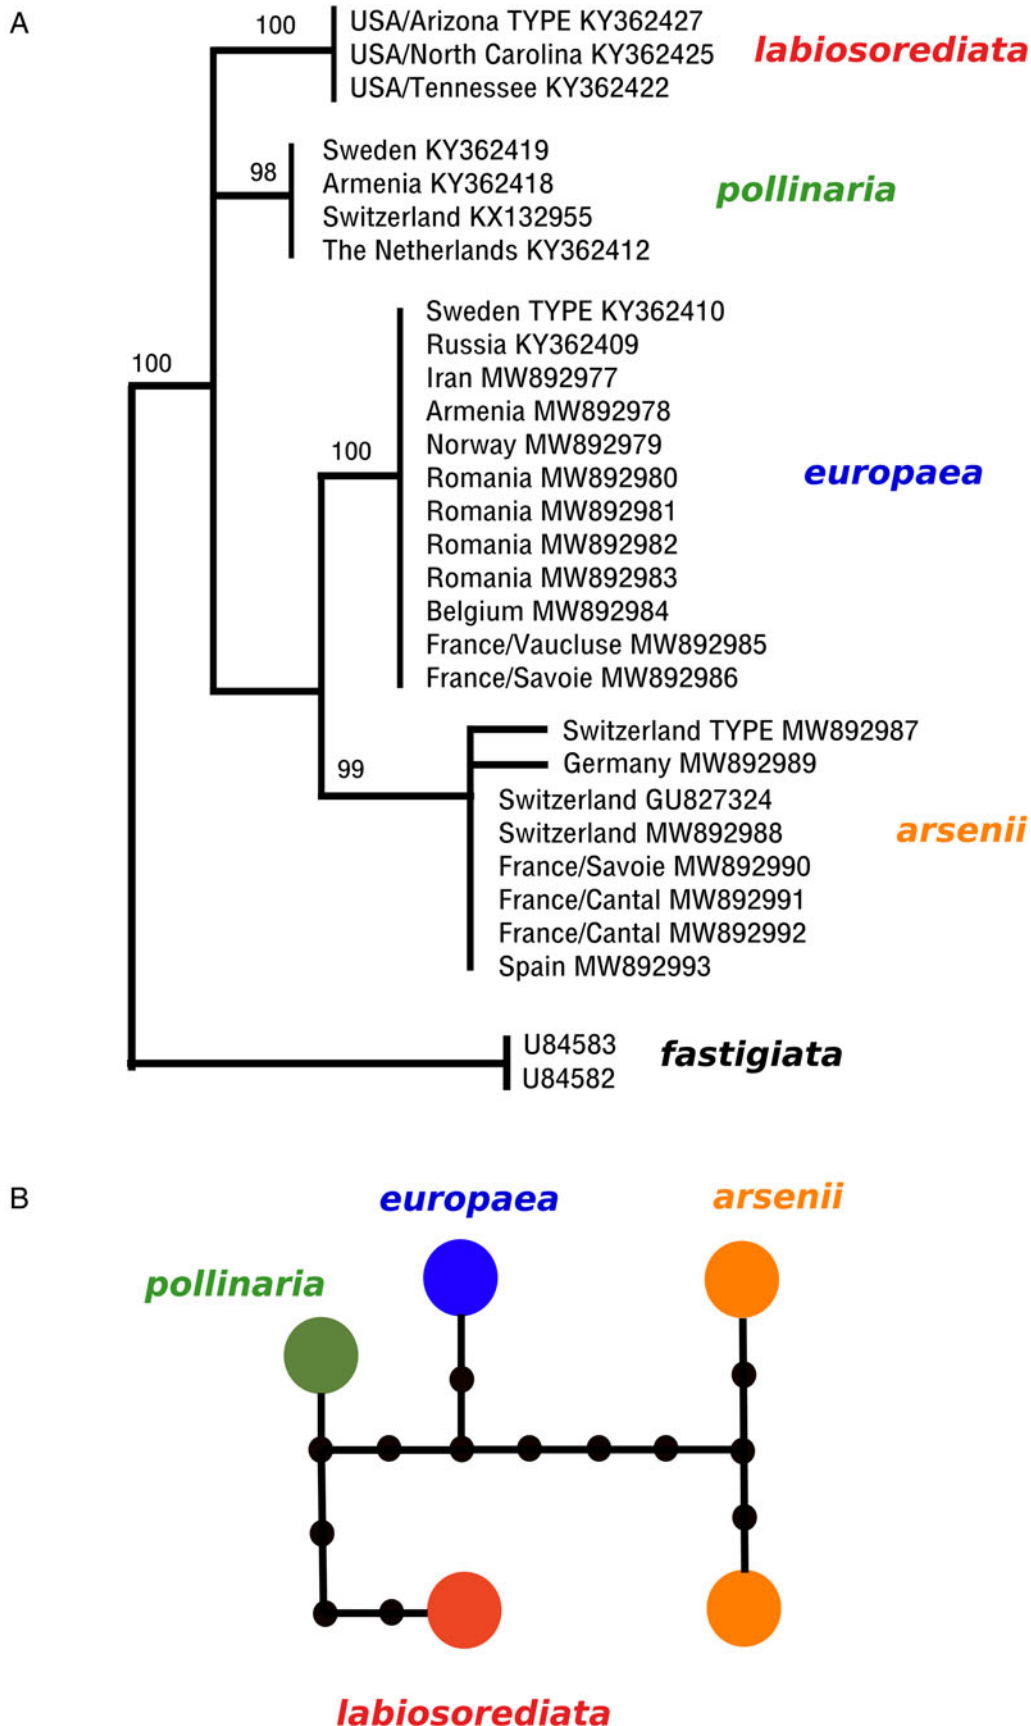 A
100
USA/Arizona TYPE KY362427
USA/North Carolina KY362425
USA/Tennessee KY362422
labiosorediata
98
Sweden KY362419
Armenia KY362418
Switzerland KX132955
The Netherlands KY362412
pollinaria
100
100
Sweden TYPE KY362410
Russia KY362409
Iran MW892977
Armenia MW892978
Norway MW892979
Romania MW892980
Romania MW892981
Romania MW892982
Romania MW892983
Belgium MW892984
France/Vaucluse MW892985
France/Savoie MW892986
europaea
99
Switzerland TYPE MW892987
Germany MW892989
Switzerland GU827324
Switzerland MW892988
France/Savoie MW892990
France/Cantal MW892991
France/Cantal MW892992
Spain MW892993
arsenii
U84583
U84582
fastigiata
B
europaea
arsenii
pollinaria
labiosorediata